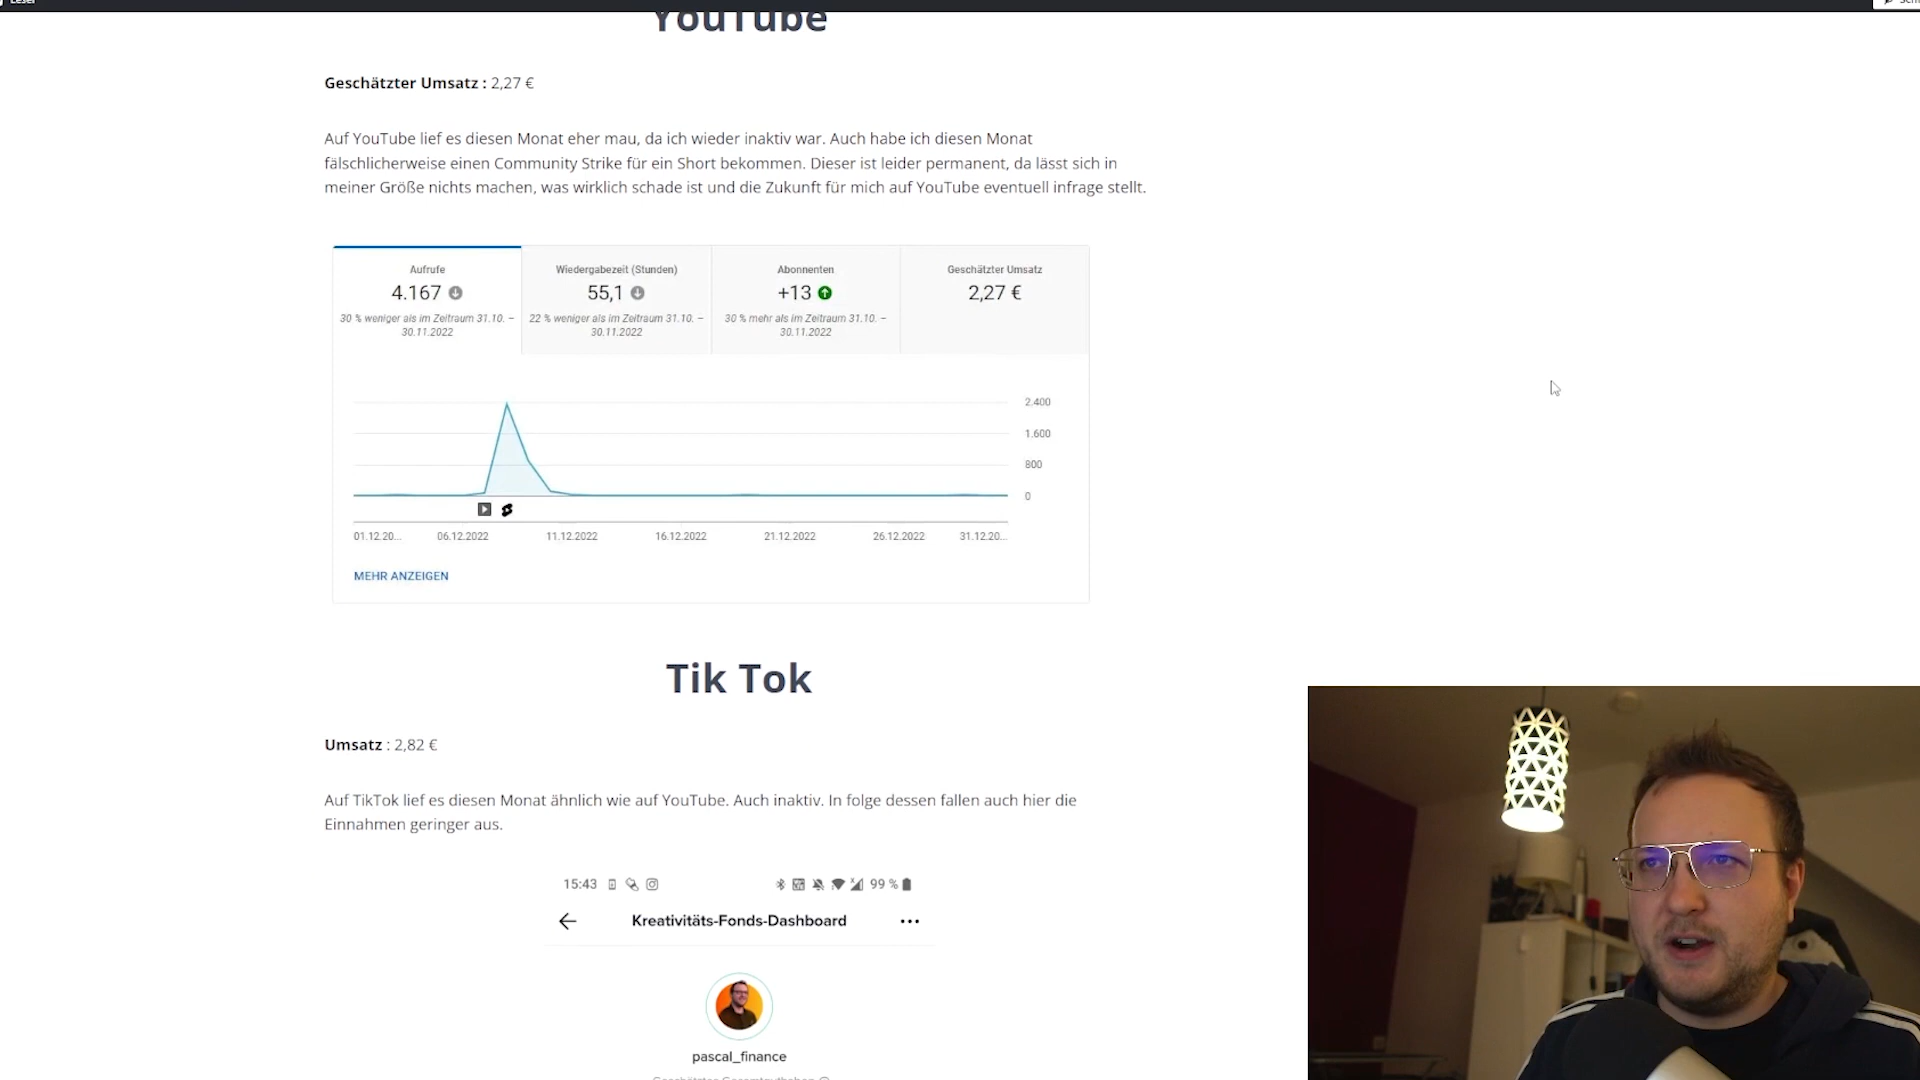 YouTube
Geschätzter Umsatz : 2,27 €
Auf YouTube lief es diesen Monat eher mau, da ich wieder inaktiv war. Auch habe ich diesen Monat
fälschlicherweise einen Community Strike für ein Short bekommen. Dieser ist leider permanent, da lässt sich in
meiner Größe nichts machen, was wirklich schade ist und die Zukunft für mich auf YouTube eventuell infrage stellt.
Aufrufe
4.167
30 % weniger als im Zeitraum 31.10. –
30.11.2022
Wiedergabezeit (Stunden)
55,1
22 % weniger als im Zeitraum 31.10. –
30.11.2022
Abonnenten
+13
30 % mehr als im Zeitraum 31.10. –
30.11.2022
Geschätzter Umsatz
2,27 €
2.400
1.600
800
0
01.12.20... 06.12.2022 11.12.2022 16.12.2022 21.12.2022 26.12.2022 31.12.20...
MEHR ANZEIGEN
Tik Tok
Umsatz : 2,82 €
Auf TikTok lief es diesen Monat ähnlich wie auf YouTube. Auch inaktiv. In folge dessen fallen auch hier die
Einnahmen geringer aus.
15:43 99 %
Kreativitäts-Fonds-Dashboard
pascal_finance